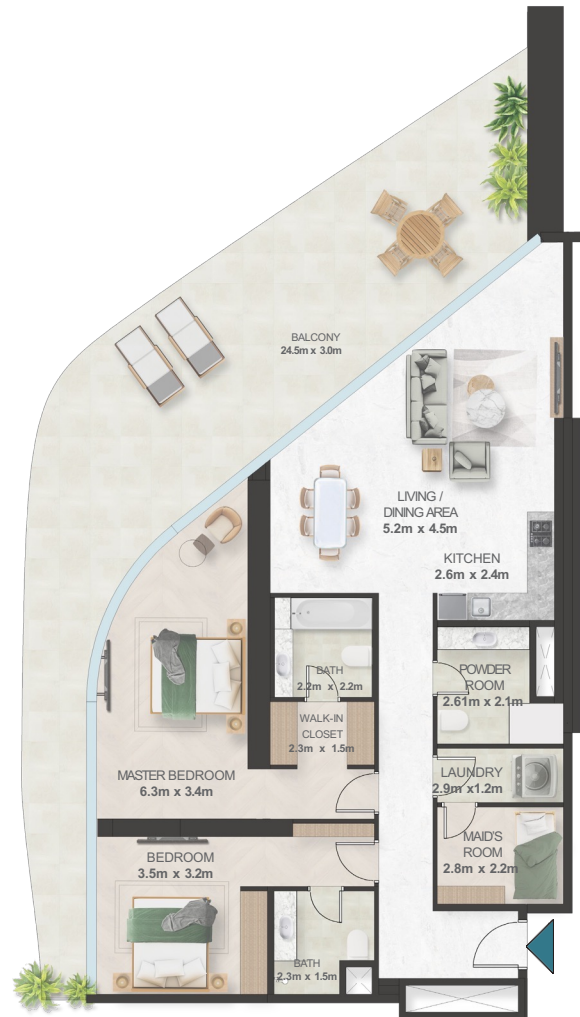 BALCONY
24.5m x 3.0m
LIVING /
DINING AREA
5.2m x 4.5m
KITCHEN
2.6m x 2.4m
BATH
2.2m x 2.2m
POWDER
ROOM
2.61m x 2.1m
WALK-IN
CLOSET
2.3m x 1.5m
MASTER BEDROOM
6.3m x 3.4m
LAUNDRY
2.9m x1.2m
MAID'S
ROOM
2.8m x 2.2m
BEDROOM
3.5m x 3.2m
BATH
2.3m x 1.5m